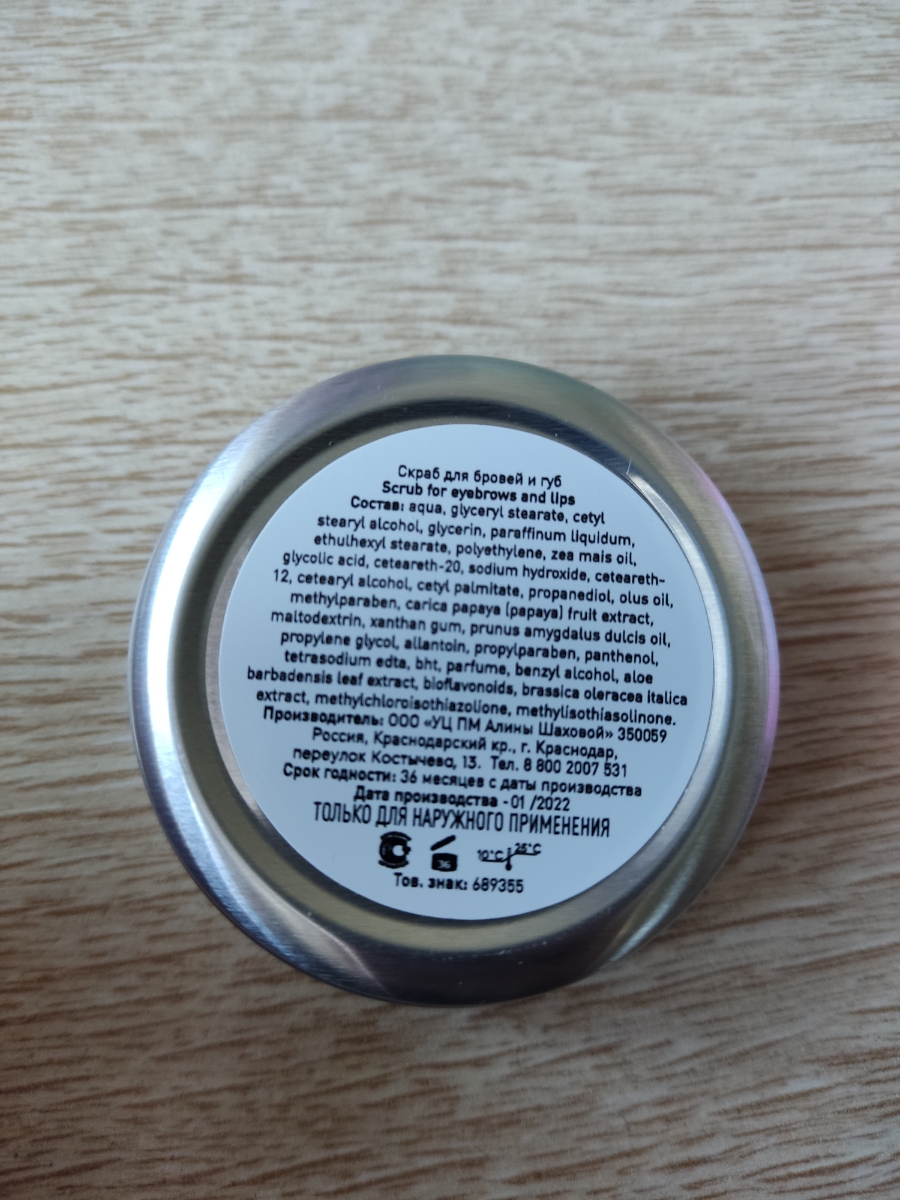 Скраб для бровей и губ
Scrub for eyebrows and lips
Состав: aqua, glyceryl stearate, cetyl
stearyl alcohol, glycerin, paraffinum liquidum,
ethulhexyl stearate, polyethylene, zea mais oil,
glycolic acid, ceteareth-20, sodium hydroxide, ceteareth-
12, cetearyl alcohol, cetyl palmitate, propanediol, olus oil,
methylparaben, carica papaya (papaya) fruit extract,
maltodextrin, xanthan gum, prunus amygdalus dulcis oil,
propylene glycol, allantoin, propylparaben, panthenol,
tetrasodium edta, bht, parfume, benzyl alcohol, aloe
barbadensis leaf extract, bioflavonoids, brassica oleracea italica
extract, methylchloroisothiazolione, methylisothiasolinone.
Производитель: ООО «УЦ ПМ Алины Шаховой» 350059
Россия, Краснодарский кр., г. Краснодар,
переулок Костычева, 13. Тел. 8 800 2007 531
Срок годности: 36 месяцев с даты производства
Дата производства - 01 /2022
ТОЛЬКО ДЛЯ НАРУЖНОГО ПРИМЕНЕНИЯ
36 10°C 25°C
Тов. знак: 689355